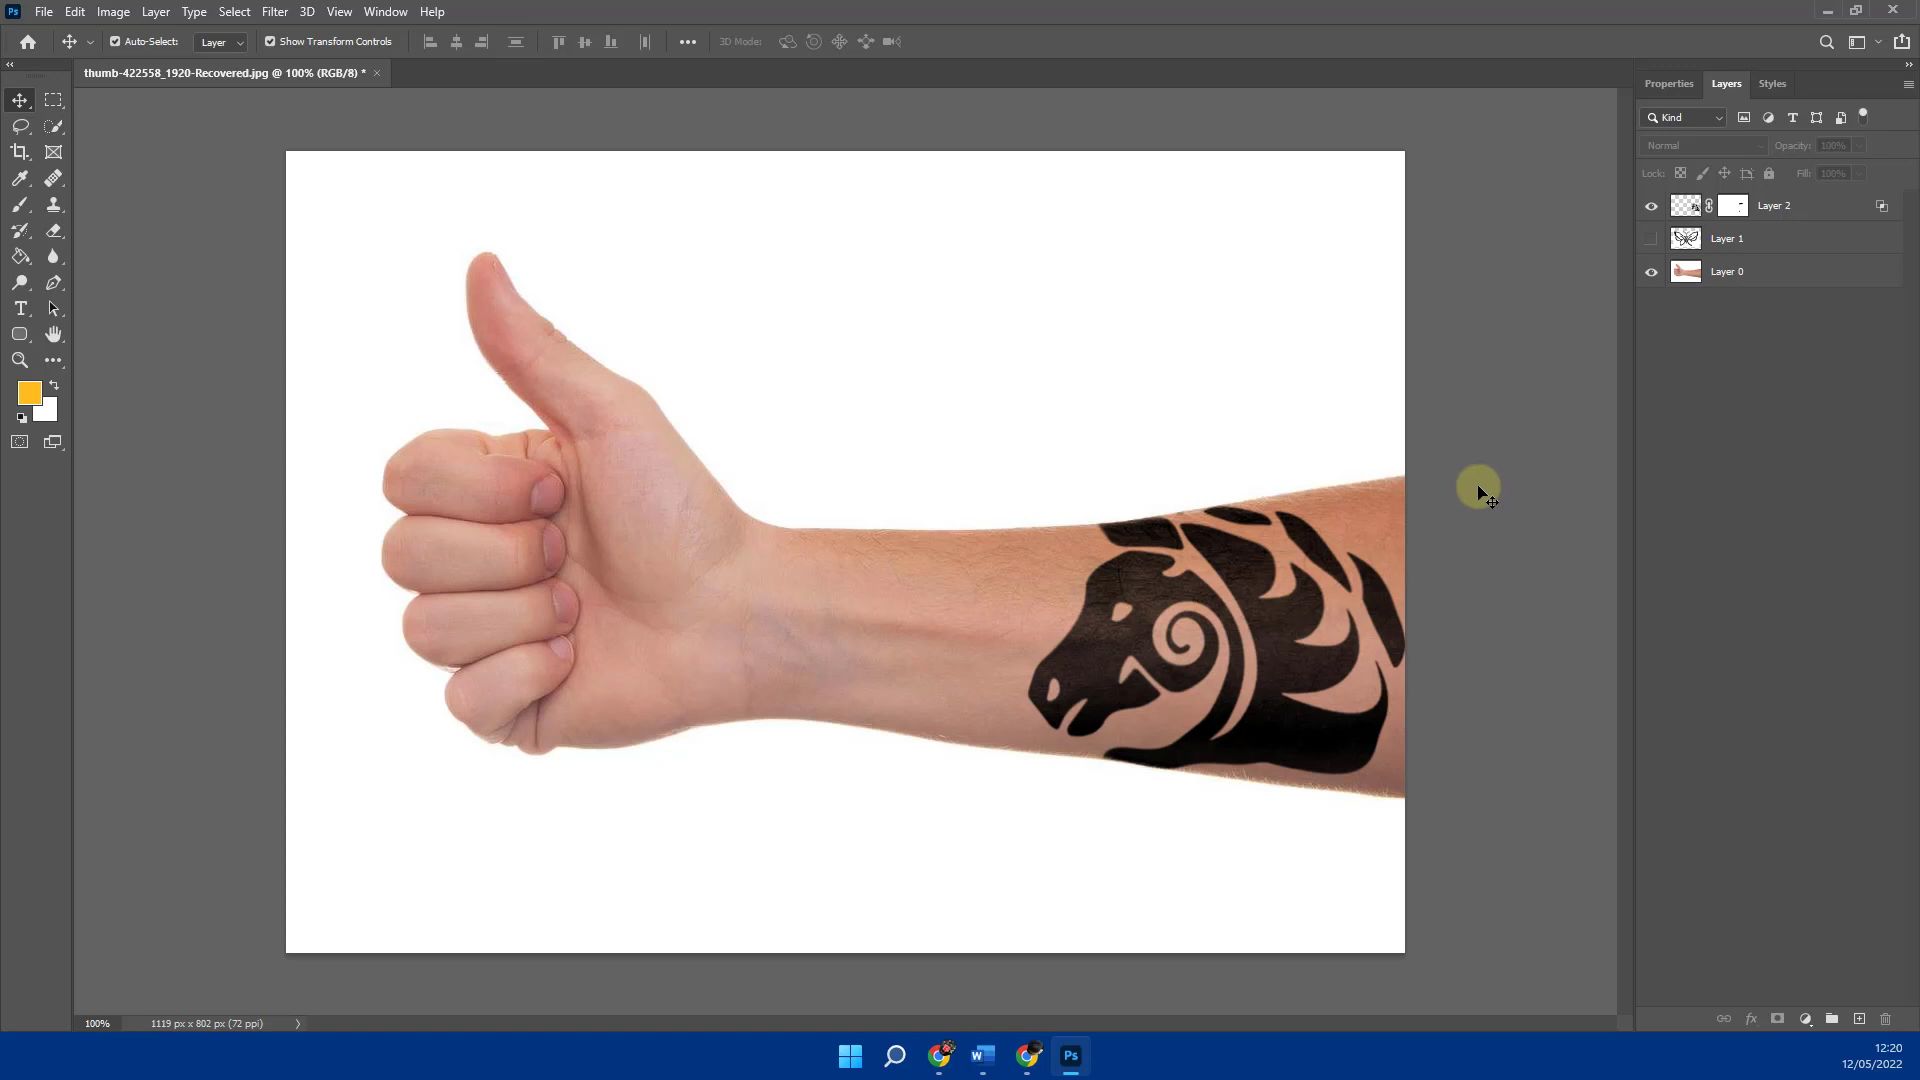 Ps File Edit Image Layer Type Select Filter 3D View Window Help
Auto-Select: Layer Show Transform Controls 3D Mode:
thumb-422558_1920-Recovered.jpg @ 100% (RGB/8) *
Properties Layers Styles
Kind
Normal Opacity: 100%
Lock: Fill: 100%
Layer 2
Layer 1
Layer 0
100% 1119 px x 802 px (72 ppi)
W Ps
12:20
12/05/2022